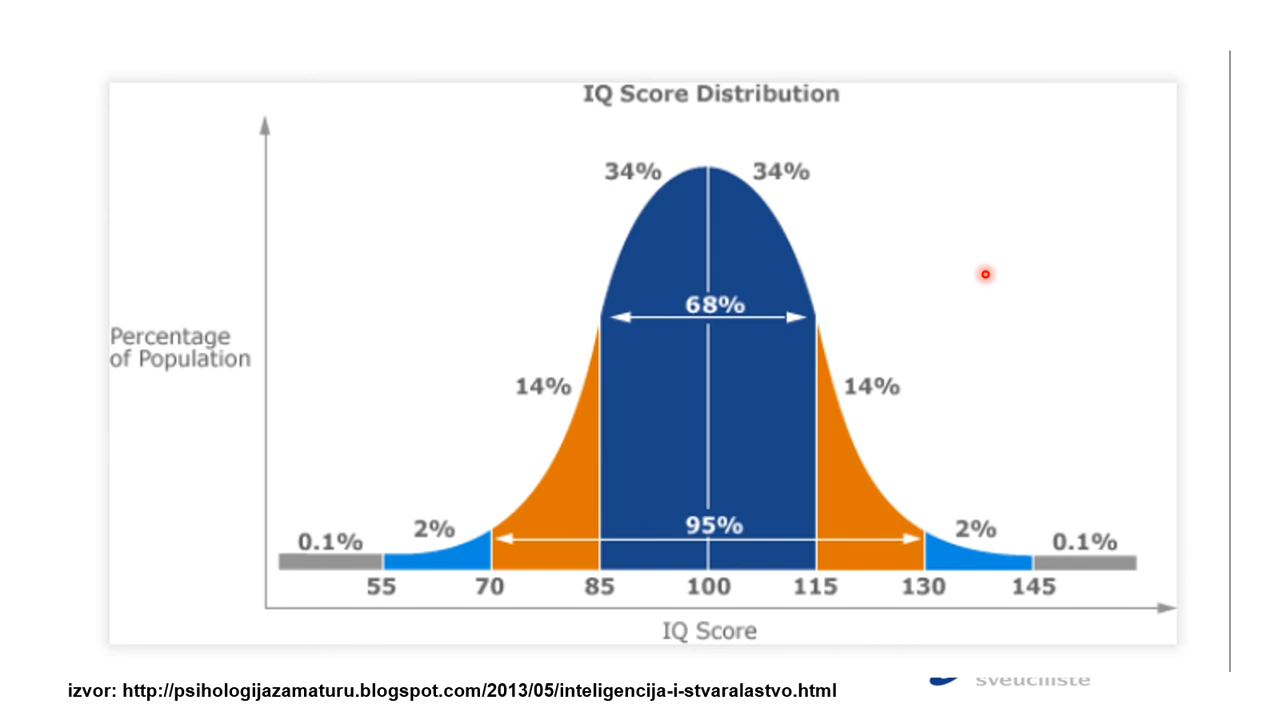 IQ Score Distribution
34% 34%
68%
Percentage
of Population
14% 14%
95%
2% 2%
0.1% 0.1%
55 70 85 100 115 130 145
IQ Score
izvor: http://psihologijazamaturu.blogspot.com/2013/05/inteligencija-i-stvaralastvo.html
sveučilište